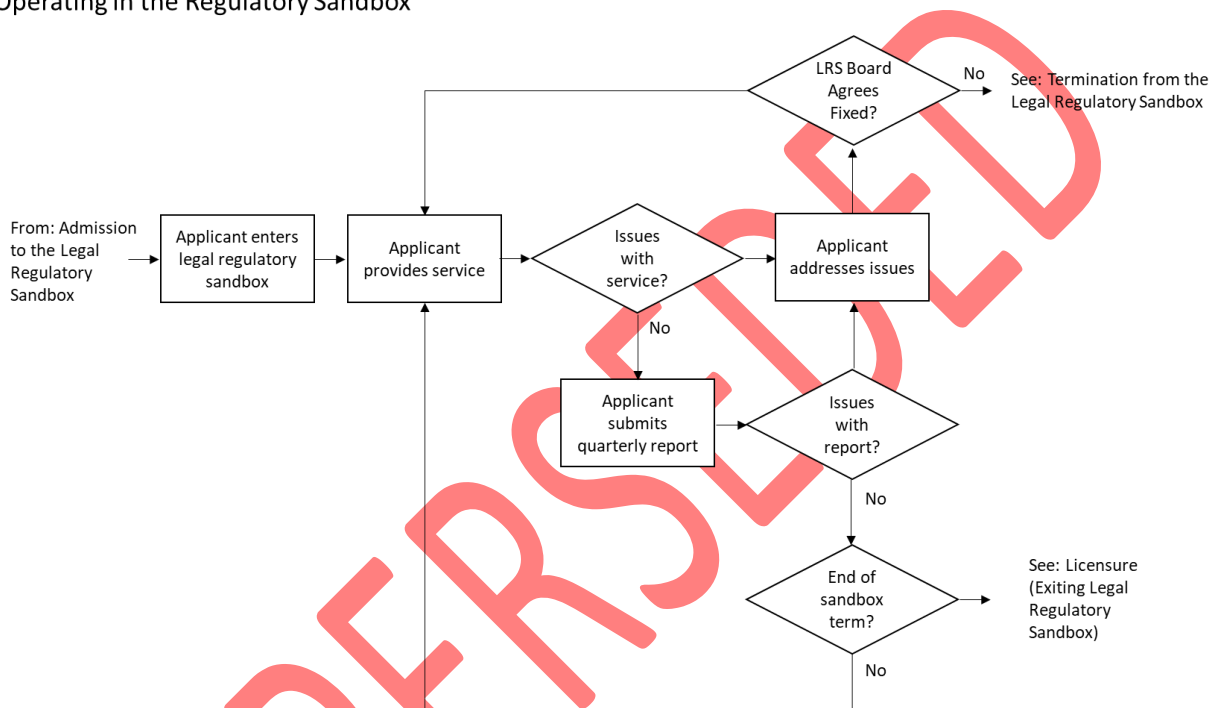 Operating in the Regulatory Sandbox
LRS Board
Agrees
Fixed?
No
See: Termination from the
Legal Regulatory Sandbox
From: Admission
to the Legal
Regulatory
Sandbox
Applicant enters
legal regulatory
sandbox
Applicant
provides service
Issues
with
service?
Applicant
addresses issues
No
Applicant
submits
quarterly report
Issues
with
report?
No
End of
sandbox
term?
See: Licensure
(Exiting Legal
Regulatory
Sandbox)
No
PERSEDED